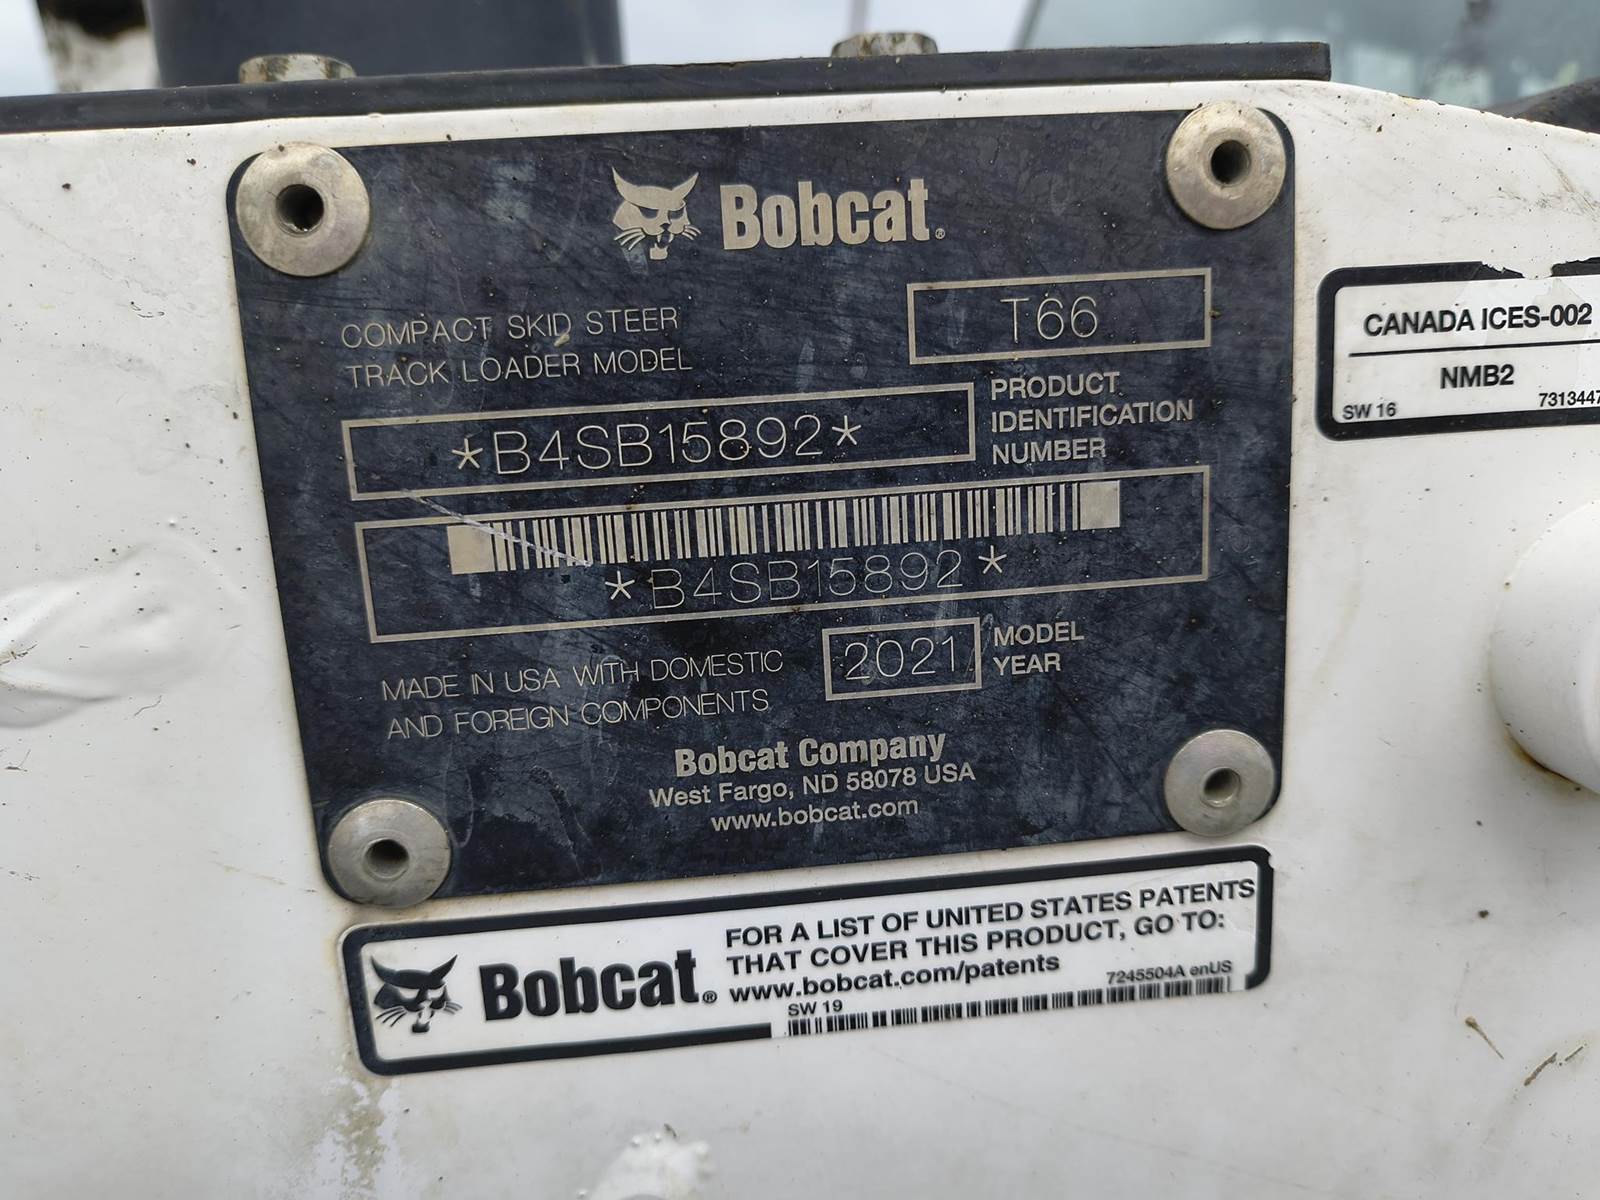 Bobcat®
COMPACT SKID STEER
TRACK LOADER MODEL
T66
*B4SB15892*
PRODUCT
IDENTIFICATION
NUMBER
*B4SB15892*
MADE IN USA WITH DOMESTIC
AND FOREIGN COMPONENTS
2021
MODEL
YEAR
Bobcat Company
West Fargo, ND 58078 USA
www.bobcat.com
CANADA ICES-002
NMB2
SW 16
7313447
Bobcat®
FOR A LIST OF UNITED STATES PATENTS
THAT COVER THIS PRODUCT, GO TO:
www.bobcat.com/patents
7245504A enUS
SW 19